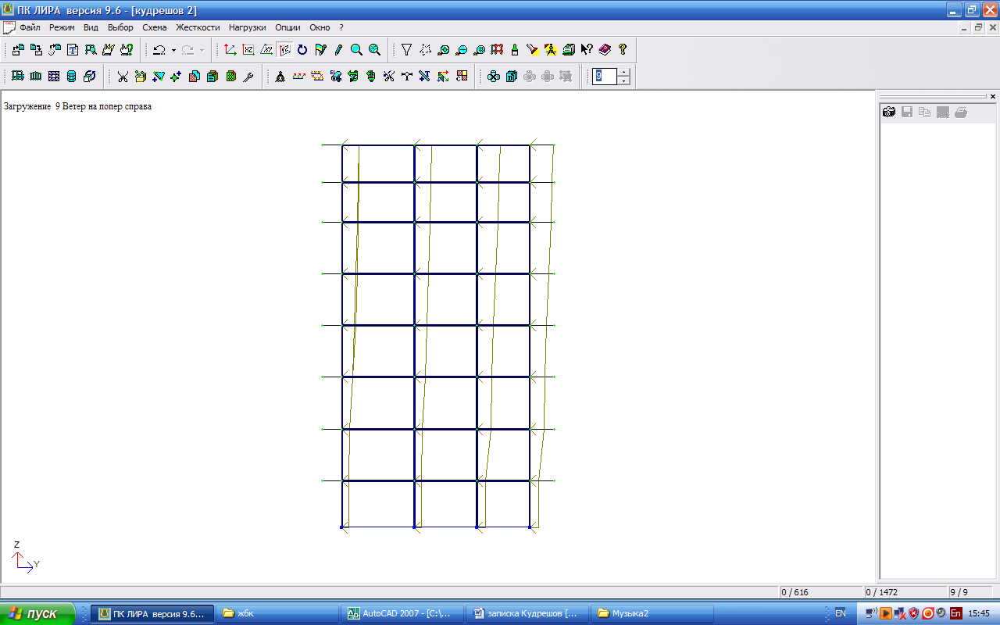 ПК ЛИРА версия 9.6 - [кудрешов 2]
Файл Режим Вид Выбор Схема Жесткости Нагрузки Опции Окно ?
9
Загружение 9 Ветер на попер справа
Z
Y
0 / 616 0 / 1472 9 / 9
пуск ПК ЛИРА версия 9.6... жбк AutoCAD 2007 - [C:\... записка Кудрешов [... Музыка2 EN En 15:45